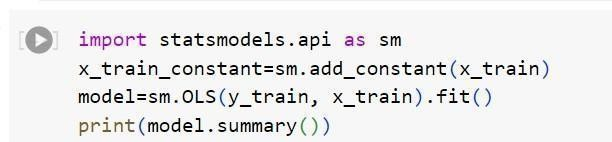 import statsmodels.api as sm
x_train_constant=sm.add_constant(x_train)
model=sm.OLS(y_train, x_train).fit()
print(model.summary())